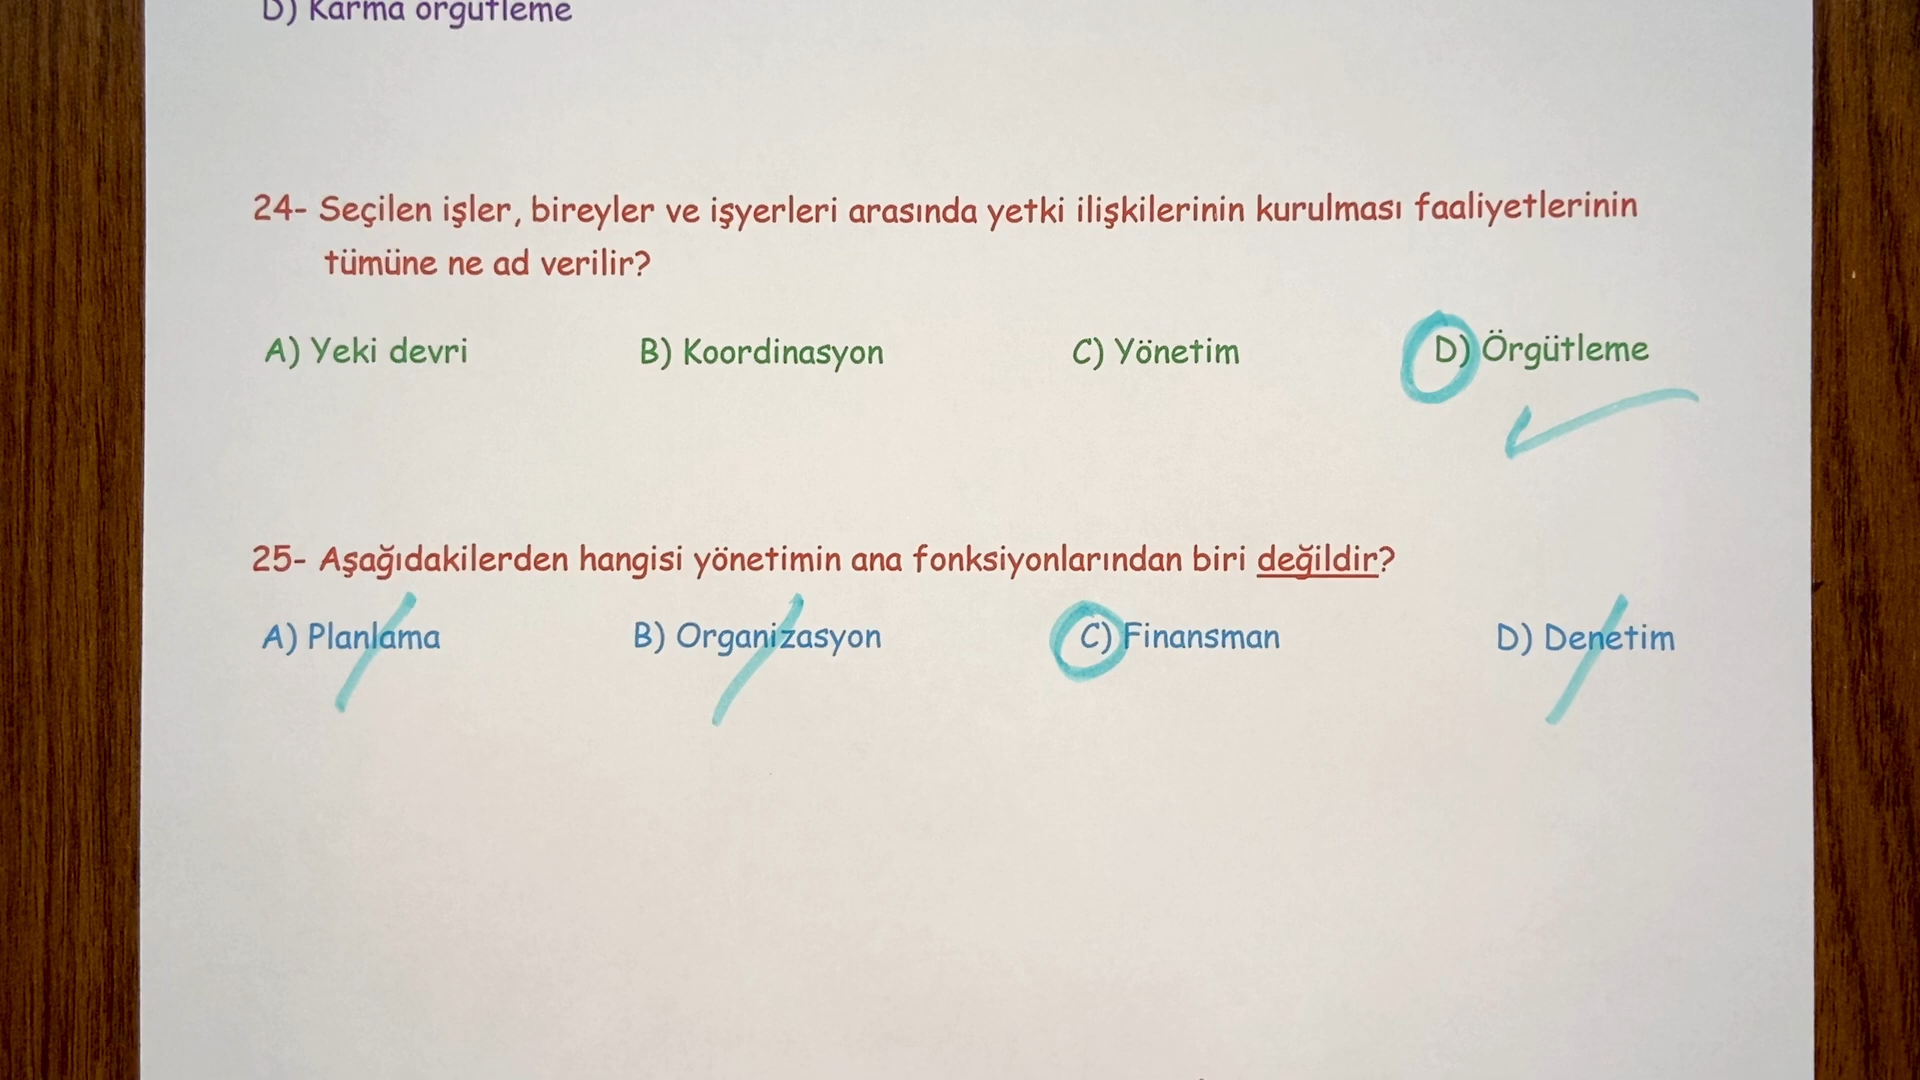 D) Karma örgütleme
24- Seçilen işler, bireyler ve işyerleri arasında yetki ilişkilerinin kurulması faaliyetlerinin
tümüne ne ad verilir?
A) Yeki devri B) Koordinasyon C) Yönetim D) Örgütleme
25- Aşağıdakilerden hangisi yönetimin ana fonksiyonlarından biri değildir?
A) Planlama B) Organizasyon C) Finansman D) Denetim